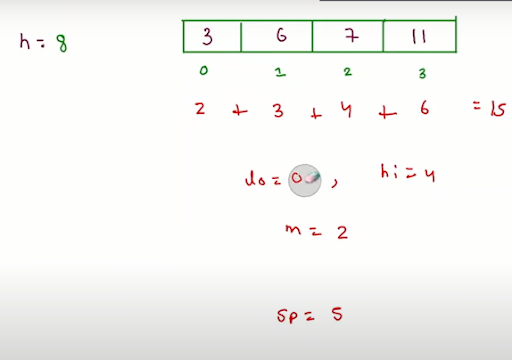 h = 8
3 6 7 11
0 1 2 3
2 + 3 + 4 + 6 = 15
lo = 0, hi = 4
m = 2
sp = 5